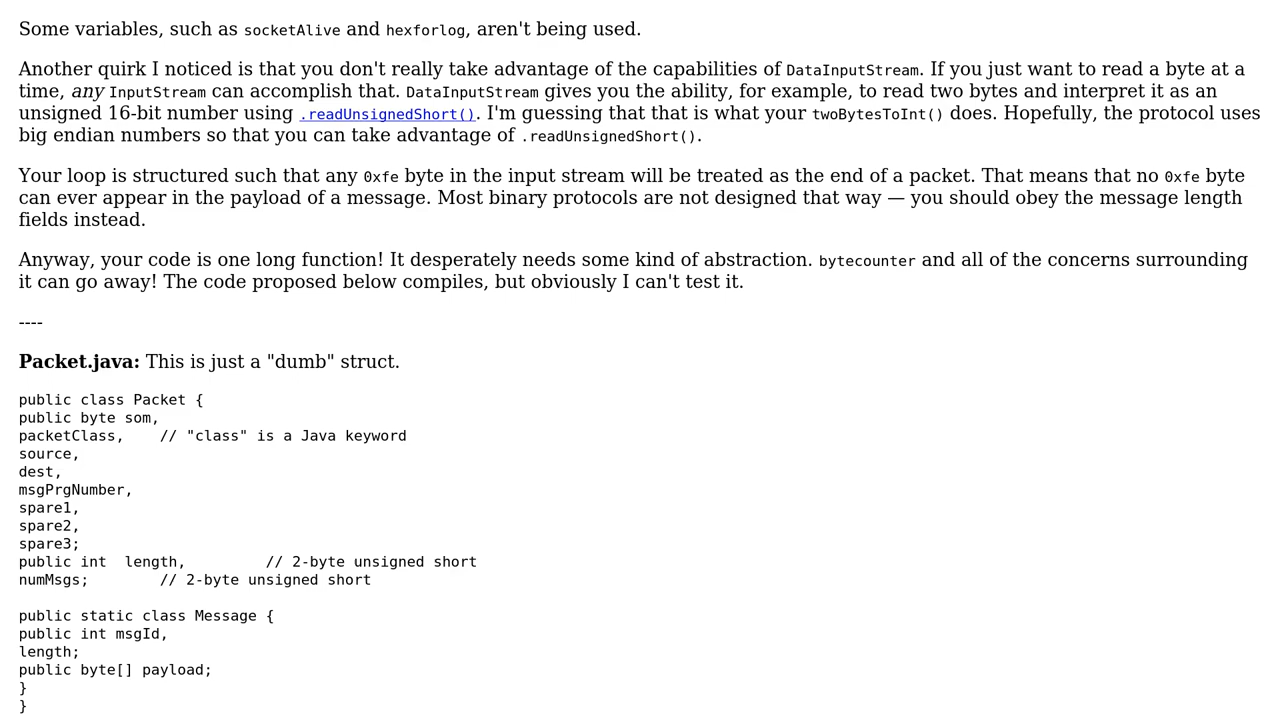 Some variables, such as socketAlive and hexforlog, aren't being used.
Another quirk I noticed is that you don't really take advantage of the capabilities of DataInputStream. If you just want to read a byte at a
time, any InputStream can accomplish that. DataInputStream gives you the ability, for example, to read two bytes and interpret it as an
unsigned 16-bit number using .readUnsignedShort(). I'm guessing that that is what your twoBytesToInt() does. Hopefully, the protocol uses
big endian numbers so that you can take advantage of .readUnsignedShort().
Your loop is structured such that any 0xfe byte in the input stream will be treated as the end of a packet. That means that no 0xfe byte
can ever appear in the payload of a message. Most binary protocols are not designed that way — you should obey the message length
fields instead.
Anyway, your code is one long function! It desperately needs some kind of abstraction. bytecounter and all of the concerns surrounding
it can go away! The code proposed below compiles, but obviously I can't test it.
----
Packet.java: This is just a "dumb" struct.
public class Packet {
public byte som,
packetClass,    // "class" is a Java keyword
source,
dest,
msgPrgNumber,
spare1,
spare2,
spare3;
public int  length,         // 2-byte unsigned short
numMsgs;        // 2-byte unsigned short
public static class Message {
public int msgId,
length;
public byte[] payload;
}
}